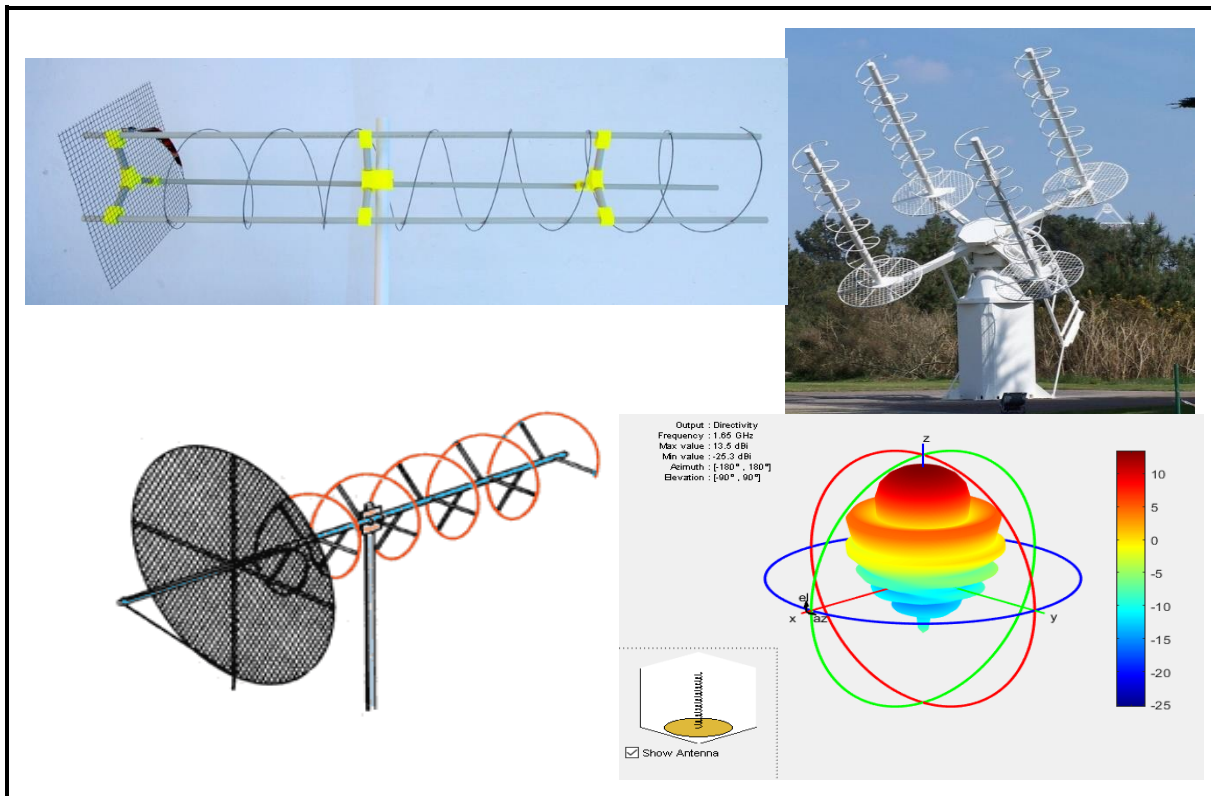 Output : Directivity
Frequency : 1.65 GHz
Max value : 13.5 dBi
Min value : -25.3 dBi
Azimuth : [-180° , 180°]
Elevation : [-90° , 90°]
z
10
5
0
-5
-10
-15
-20
-25
el
x
az
y
Show Antenna